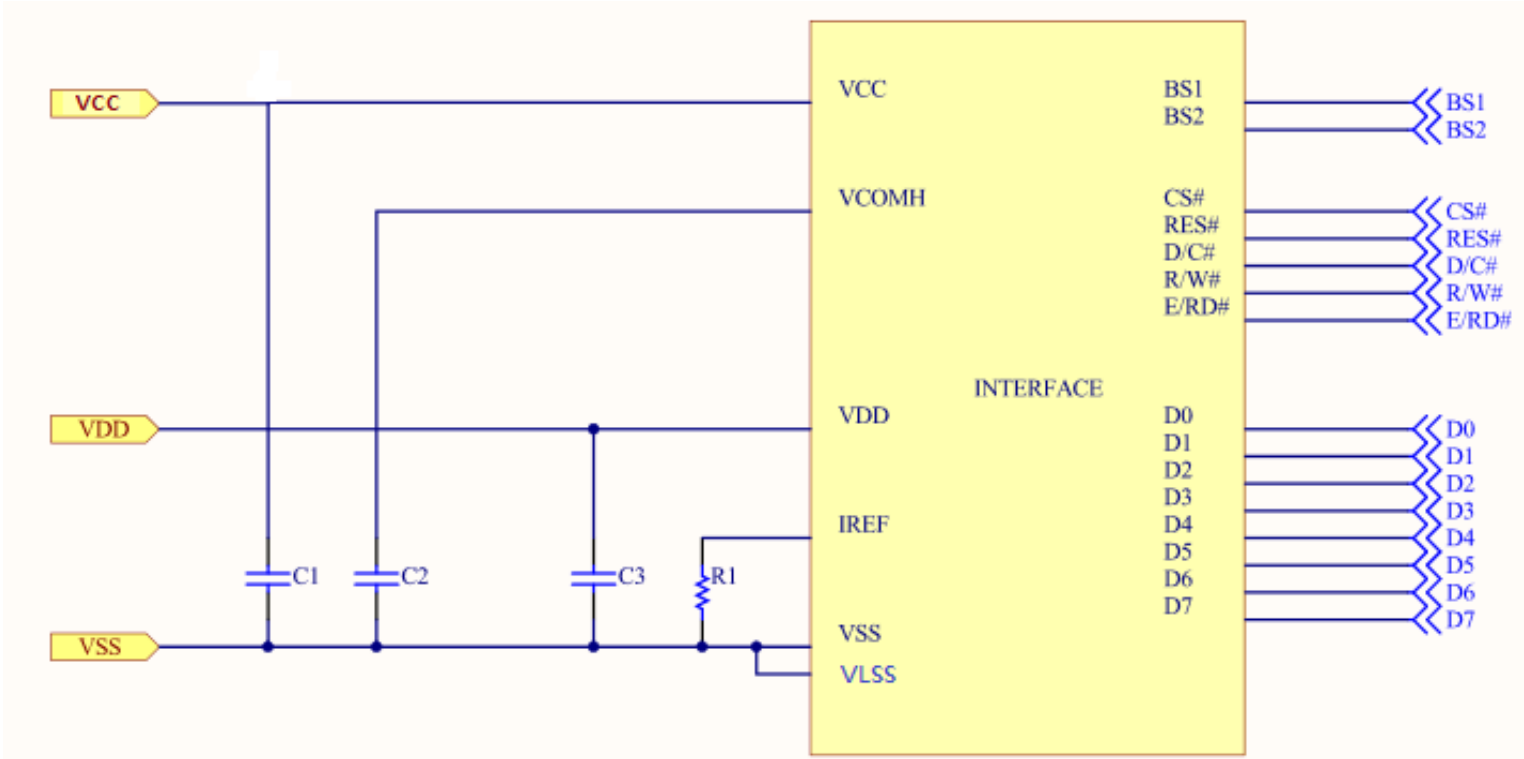 VCC
VDD
VSS
C1
C2
C3
R1
VCC
VCOMH
VDD
IREF
VSS
VLSS
INTERFACE
BS1
BS2
CS#
RES#
D/C#
R/W#
E/RD#
D0
D1
D2
D3
D4
D5
D6
D7
BS1
BS2
CS#
RES#
D/C#
R/W#
E/RD#
D0
D1
D2
D3
D4
D5
D6
D7